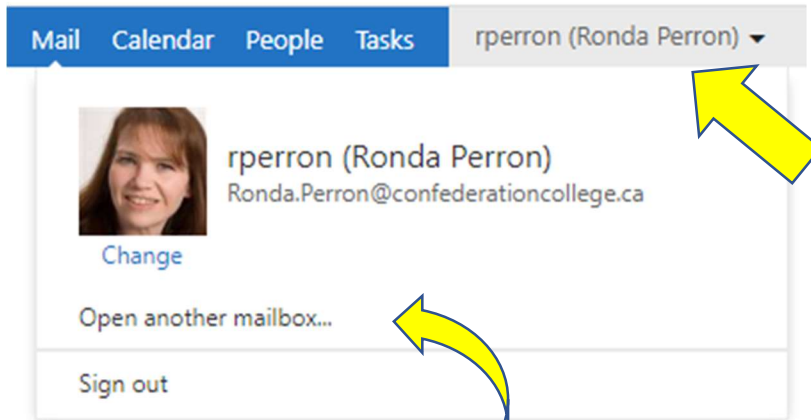 Mail Calendar People Tasks rperron (Ronda Perron)
rperron (Ronda Perron)
Ronda.Perron@confederationcollege.ca
Change
Open another mailbox...
Sign out